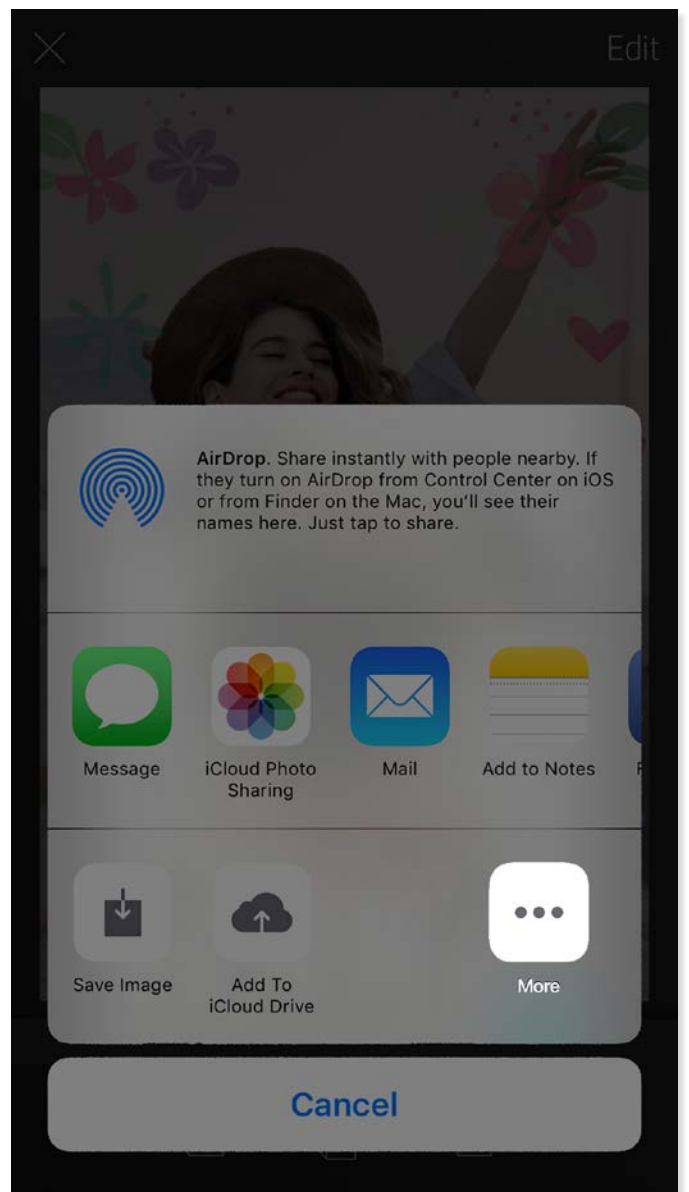 Edit
AirDrop. Share instantly with people nearby. If
they turn on AirDrop from Control Center on iOS
or from Finder on the Mac, you'll see their
names here. Just tap to share.
Message
iCloud Photo
Sharing
Mail
Add to Notes
Save Image
Add To
iCloud Drive
More
Cancel